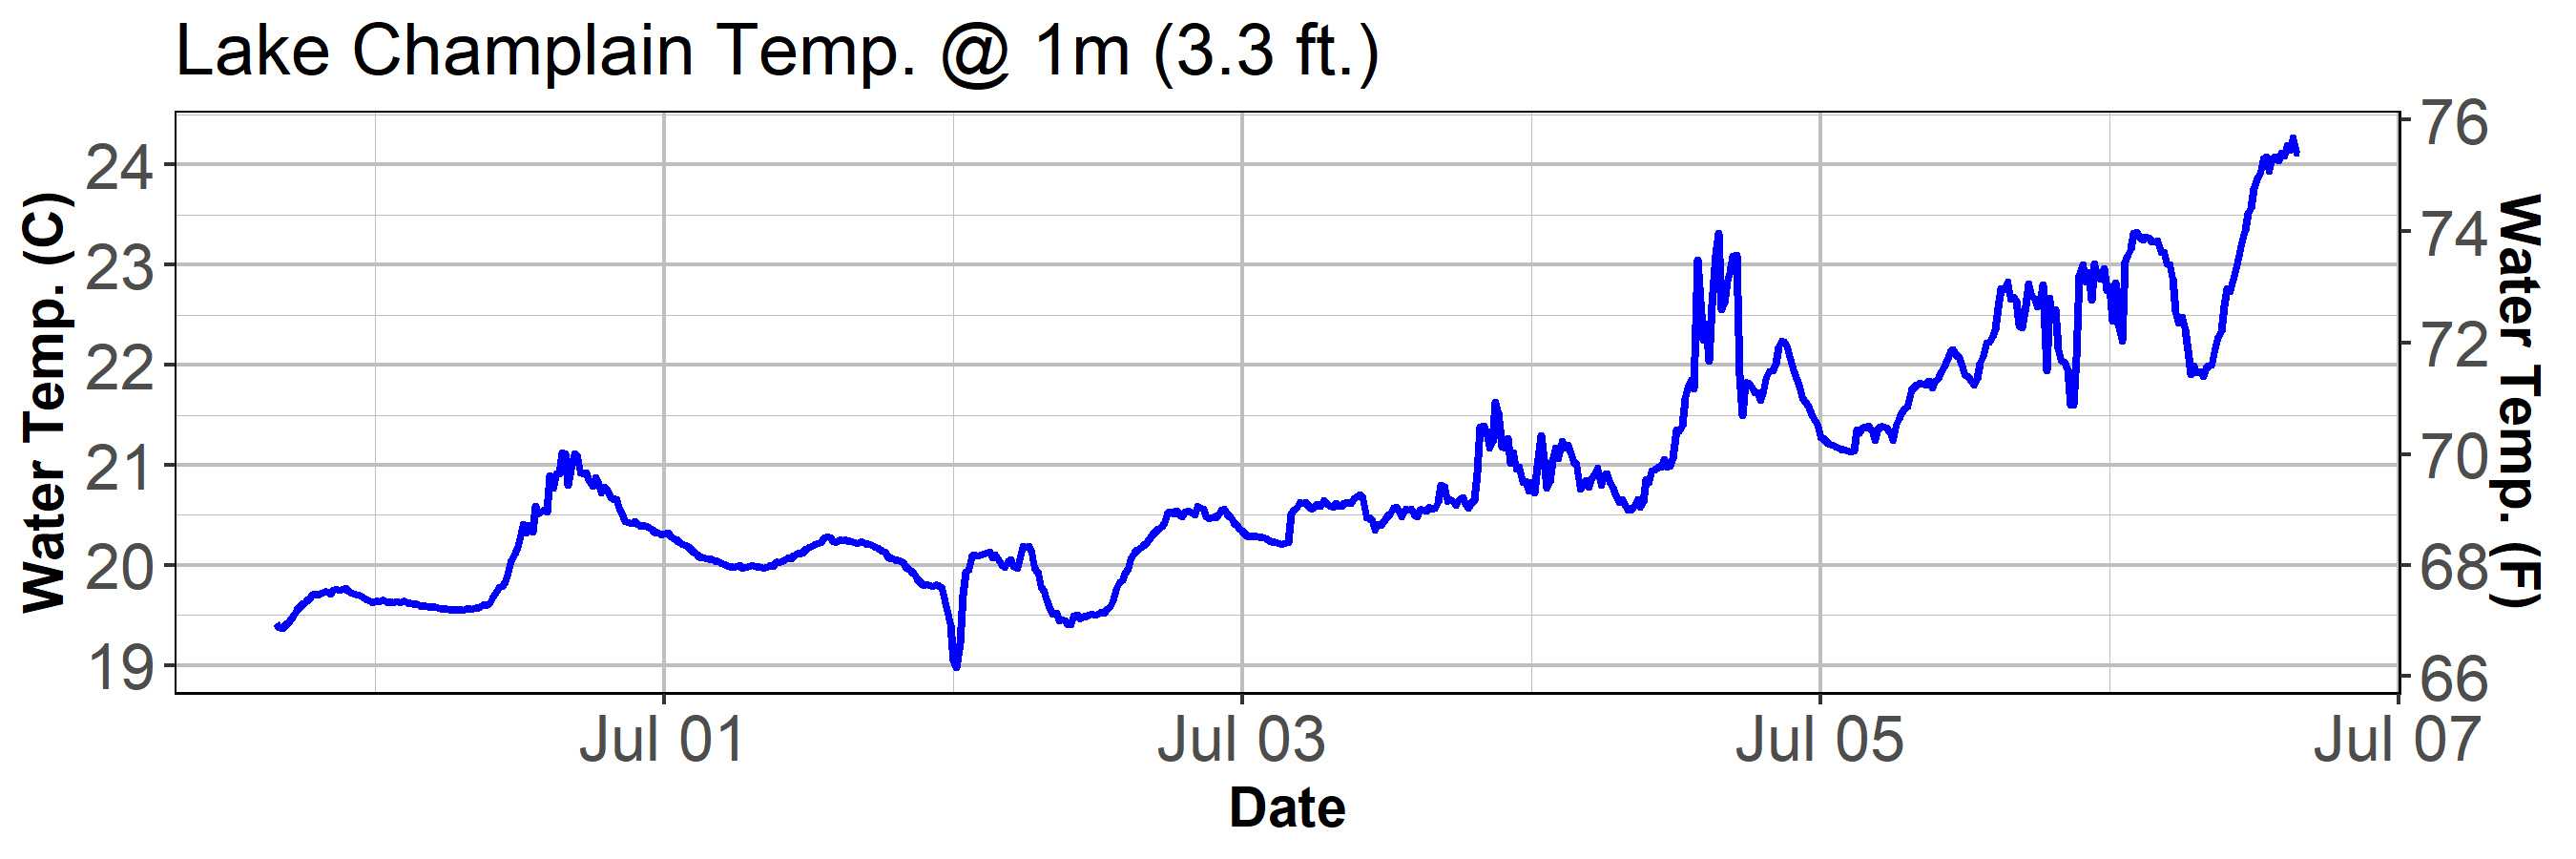 Lake Champlain Temp. @ 1m (3.3 ft.)
Water Temp. (C)
24
23
22
21
20
19
76
74
72
70
68
66
Water Temp. (F)
Jul 01 Jul 03 Jul 05 Jul 07
Date